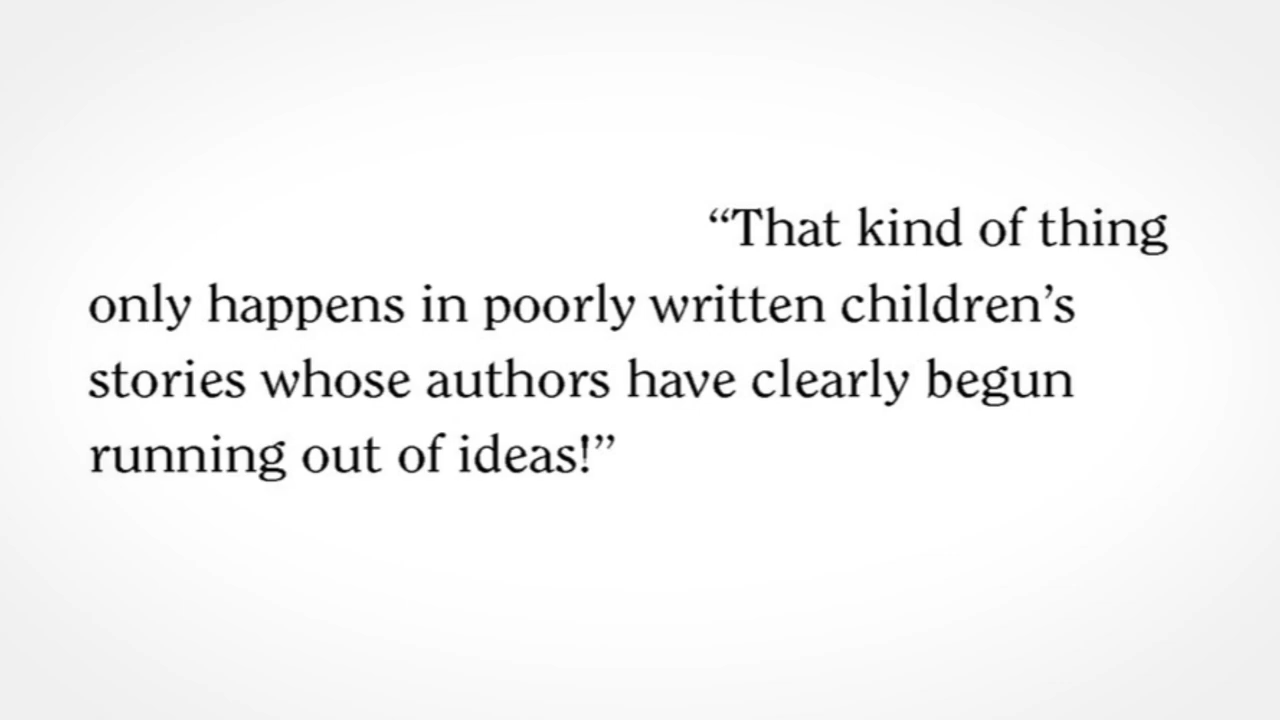 “That kind of thing
only happens in poorly written children’s
stories whose authors have clearly begun
running out of ideas!”